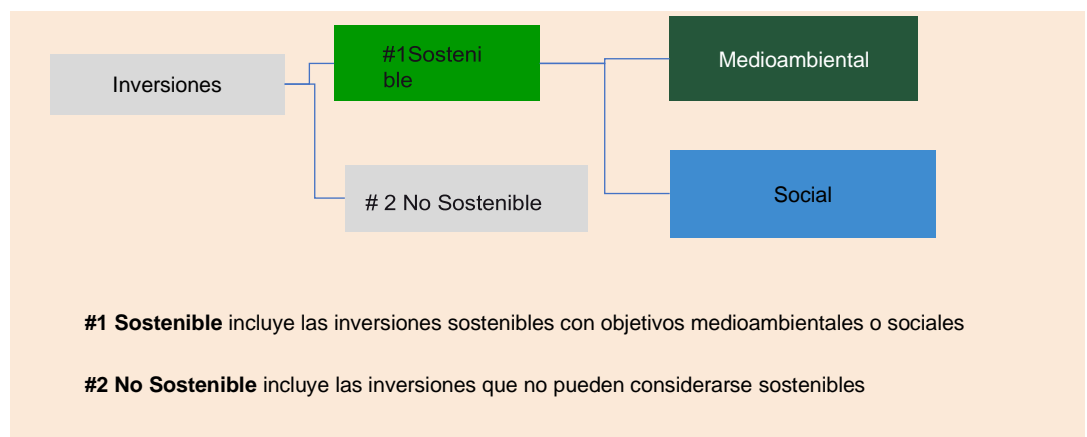 #1Sosteni
ble
Medioambiental
Inversiones
# 2 No Sostenible
Social
#1 Sostenible incluye las inversiones sostenibles con objetivos medioambientales o sociales
#2 No Sostenible incluye las inversiones que no pueden considerarse sostenibles